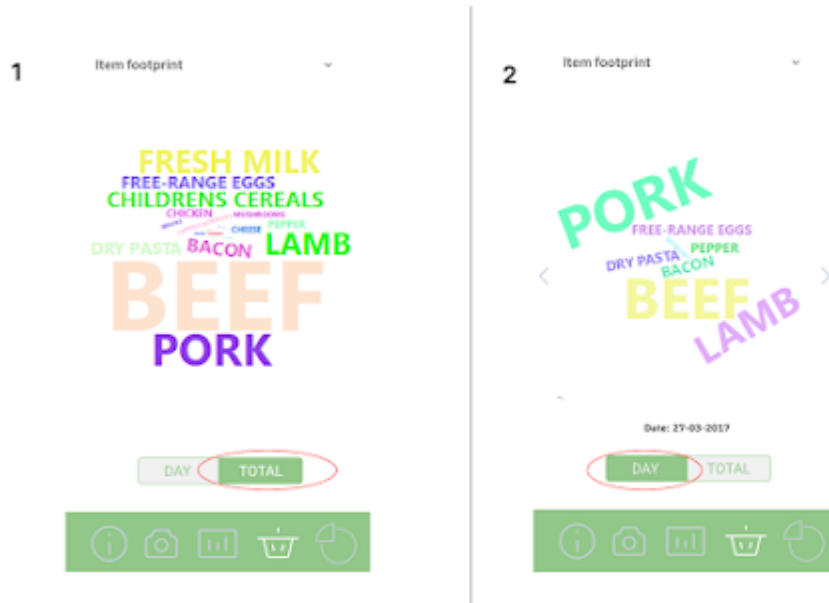 1
Item footprint
FRESH MILK
FREE-RANGE EGGS
CHILDRENS CEREALS
CHICKEN MUSHROOMS
PEPPER
CHEESE
DRY PASTA BACON LAMB
BEEF
PORK
DAY TOTAL
2
Item footprint
PORK
FREE-RANGE EGGS
PEPPER
DRY PASTA
BACON
BEEF
LAMB
Date: 27-03-2017
DAY TOTAL